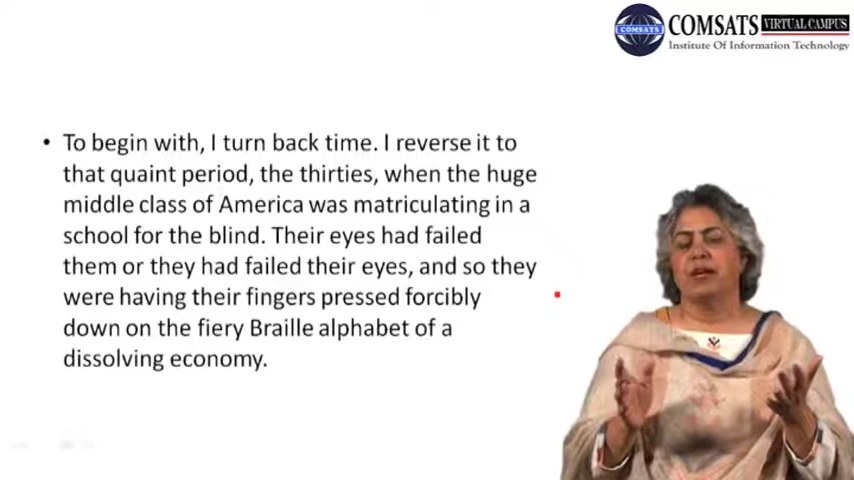 COMSATS VIRTUAL CAMPUS
COMSATS
Institute Of Information Technology
• To begin with, I turn back time. I reverse it to
that quaint period, the thirties, when the huge
middle class of America was matriculating in a
school for the blind. Their eyes had failed
them or they had failed their eyes, and so they
were having their fingers pressed forcibly
down on the fiery Braille alphabet of a
dissolving economy.